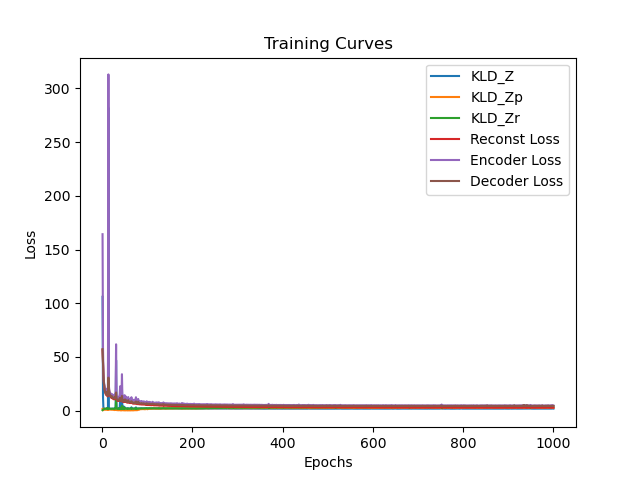 Training Curves
KLD_Z
KLD_Zp
KLD_Zr
Reconst Loss
Encoder Loss
Decoder Loss
300
250
200
150
100
50
0
Loss
0 200 400 600 800 1000
Epochs